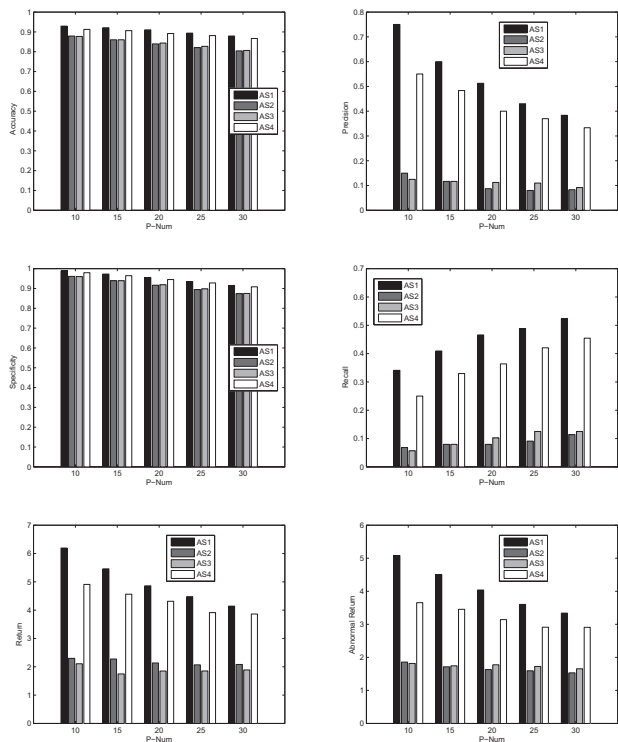 1
0.9
0.8
0.7
0.6
0.5
0.4
0.3
0.2
0.1
0
Accuracy
10 15 20 25 30
P−Num
AS1
AS2
AS3
AS4
0.8
0.7
0.6
0.5
0.4
0.3
0.2
0.1
0
Precision
10 15 20 25 30
P−Num
AS1
AS2
AS3
AS4
1
0.9
0.8
0.7
0.6
0.5
0.4
0.3
0.2
0.1
0
Specificity
10 15 20 25 30
P−Num
AS1
AS2
AS3
AS4
0.7
0.6
0.5
0.4
0.3
0.2
0.1
0
Recall
10 15 20 25 30
P−Num
AS1
AS2
AS3
AS4
7
6
5
4
3
2
1
0
Return
10 15 20 25 30
P−Num
AS1
AS2
AS3
AS4
6
5
4
3
2
1
0
Abnormal Return
10 15 20 25 30
P−Num
AS1
AS2
AS3
AS4